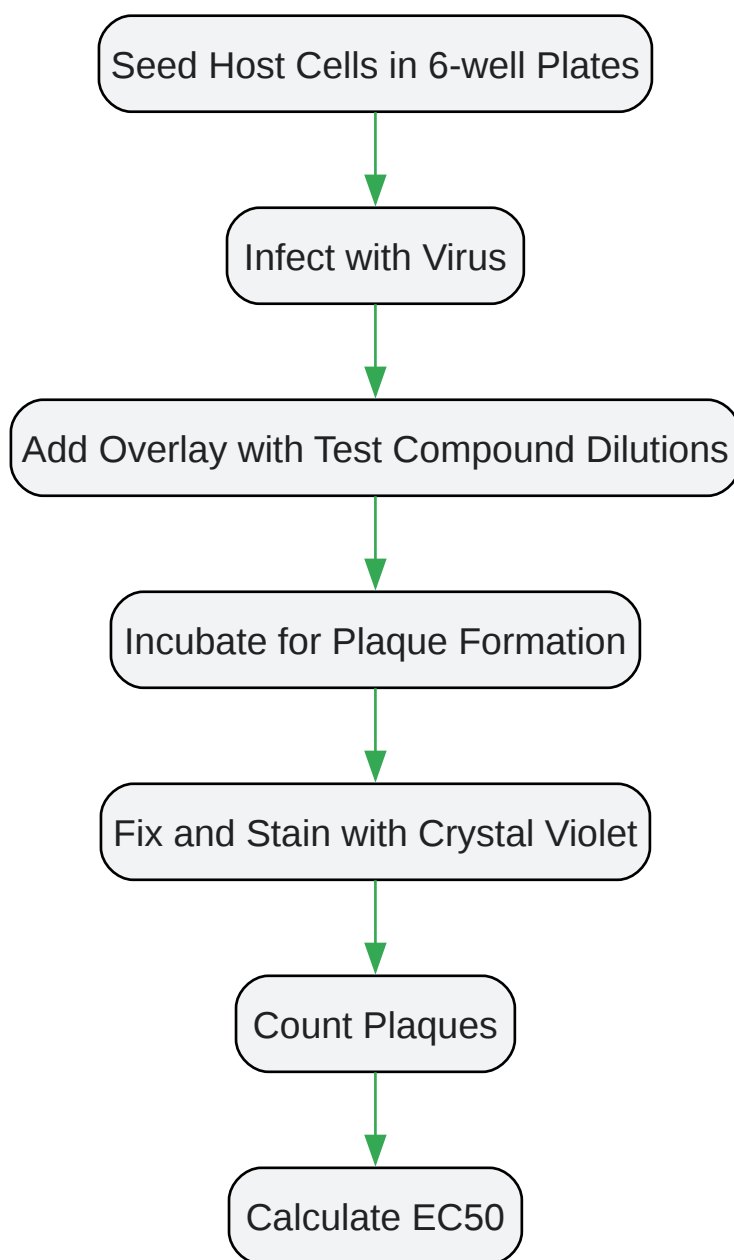 Seed Host Cells in 6-well Plates
Infect with Virus
Add Overlay with Test Compound Dilutions
Incubate for Plaque Formation
Fix and Stain with Crystal Violet
Count Plaques
Calculate EC50